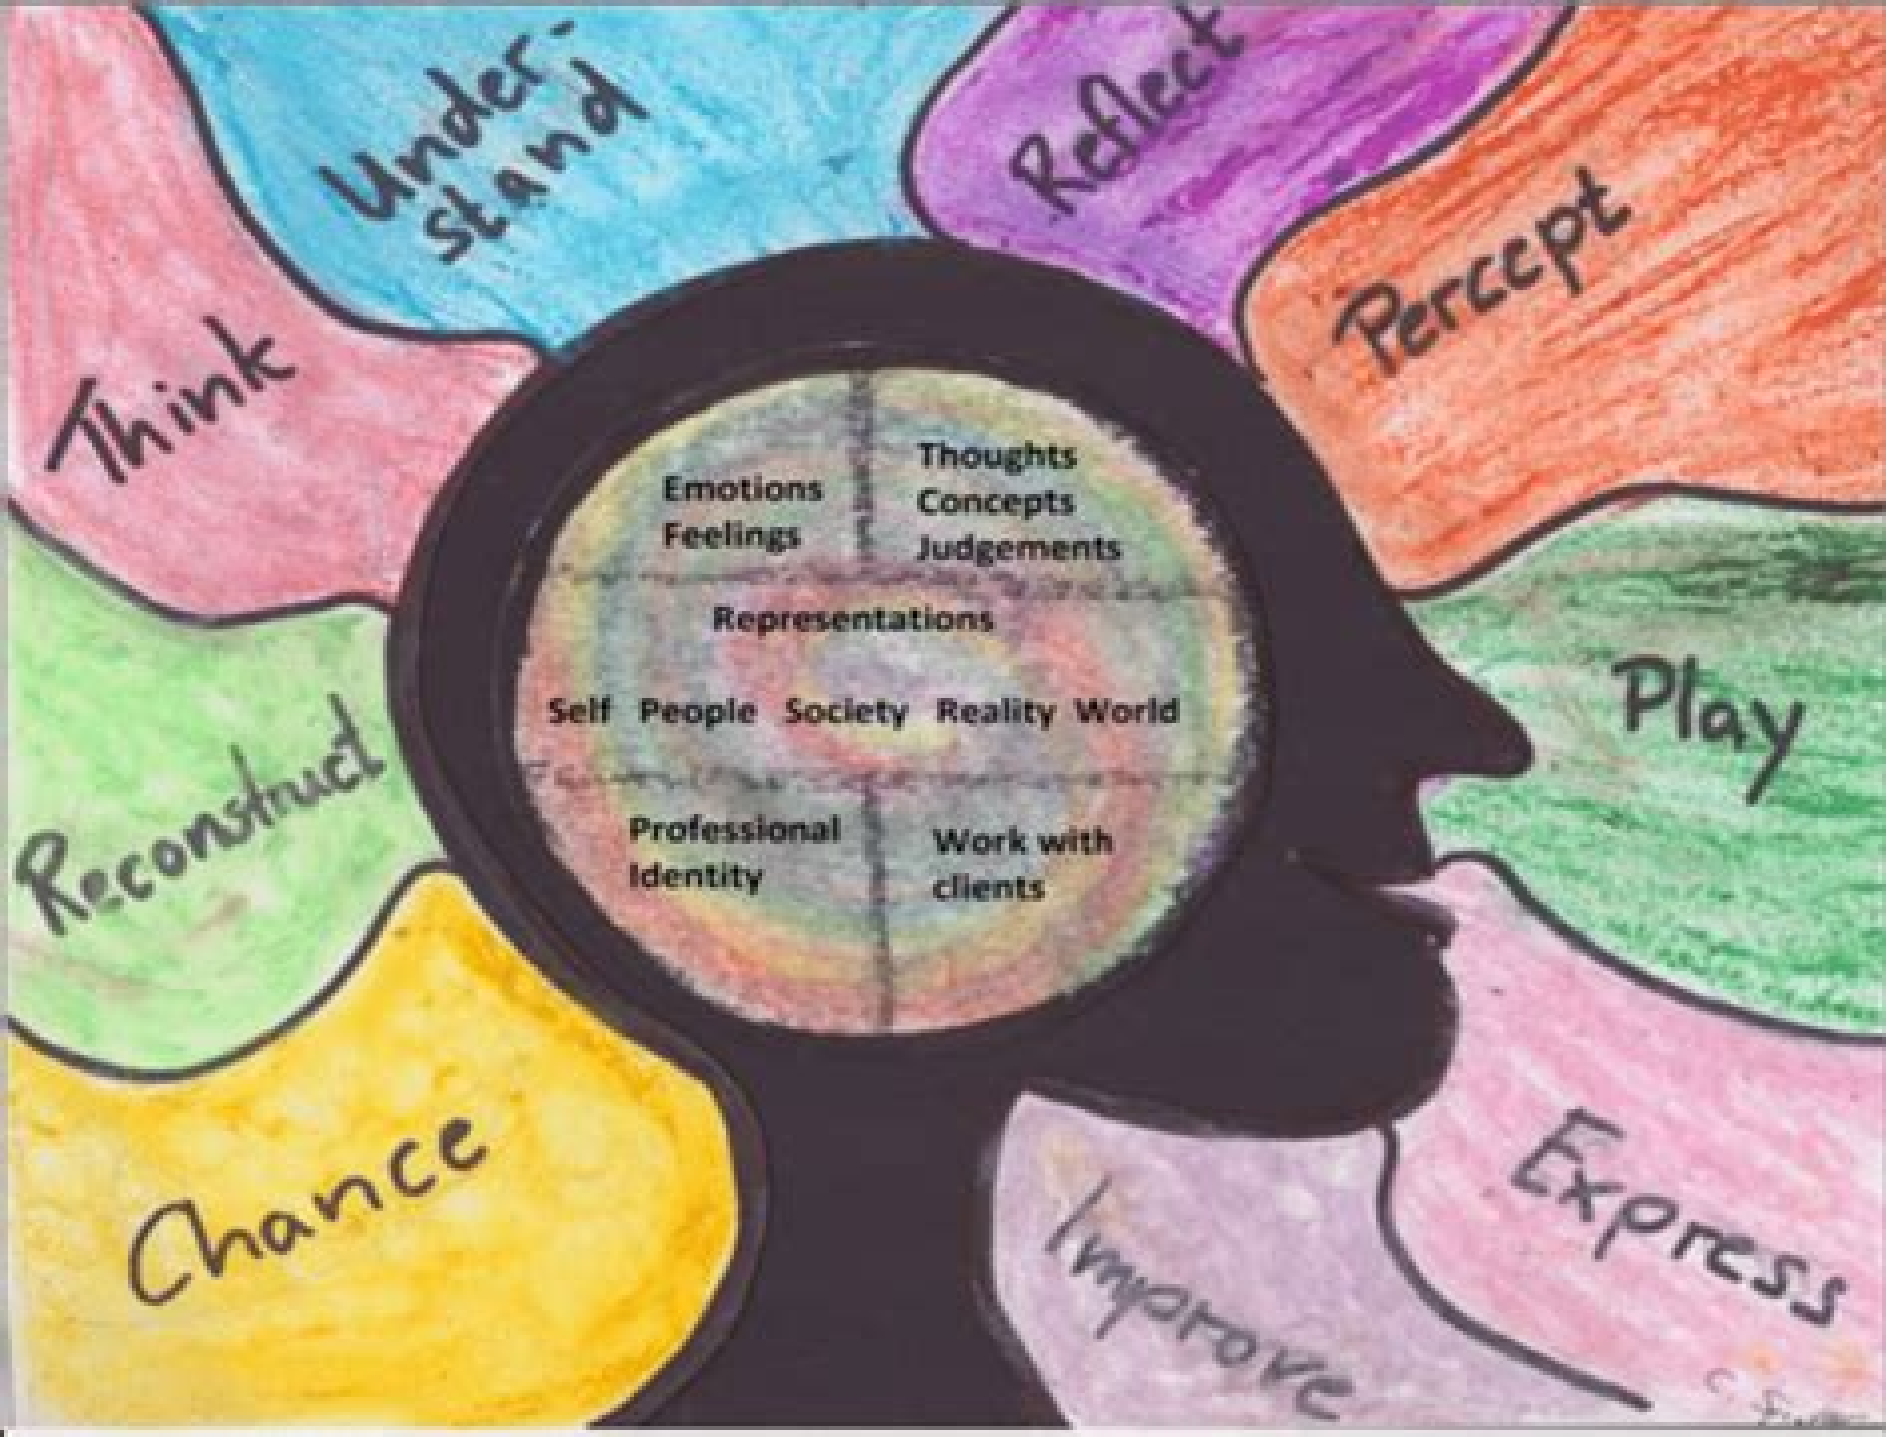 Under-
stand
Reflect
Percept
Think
Play
Reconstruct
Chance
Express
Improve
Emotions
Feelings
Thoughts
Concepts
Judgements
Representations
Self People Society Reality World
Professional
Identity
Work with
clients